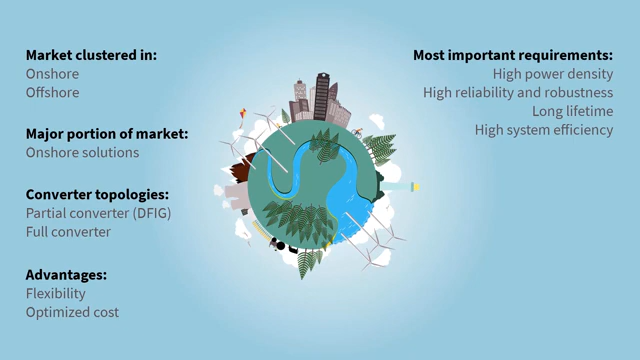 Market clustered in:
Onshore
Offshore
Major portion of market:
Onshore solutions
Converter topologies:
Partial converter (DFIG)
Full converter
Advantages:
Flexibility
Optimized cost
Most important requirements:
High power density
High reliability and robustness
Long lifetime
High system efficiency